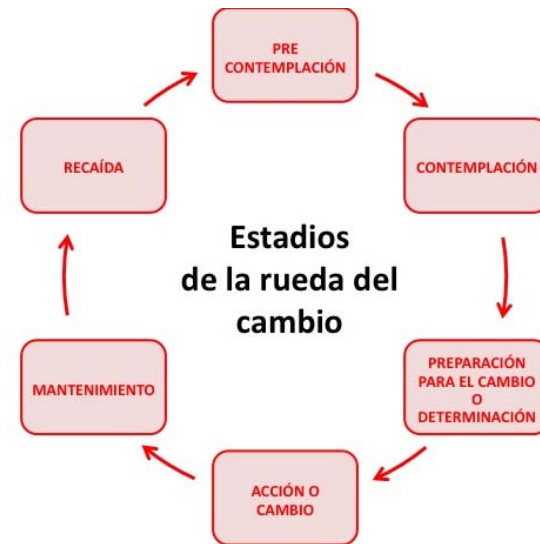 PRE
CONTEMPLACIÓN
CONTEMPLACIÓN
PREPARACIÓN
PARA EL CAMBIO
O
DETERMINACIÓN
ACCIÓN O
CAMBIO
MANTENIMIENTO
RECAÍDA
Estadios
de la rueda del
cambio